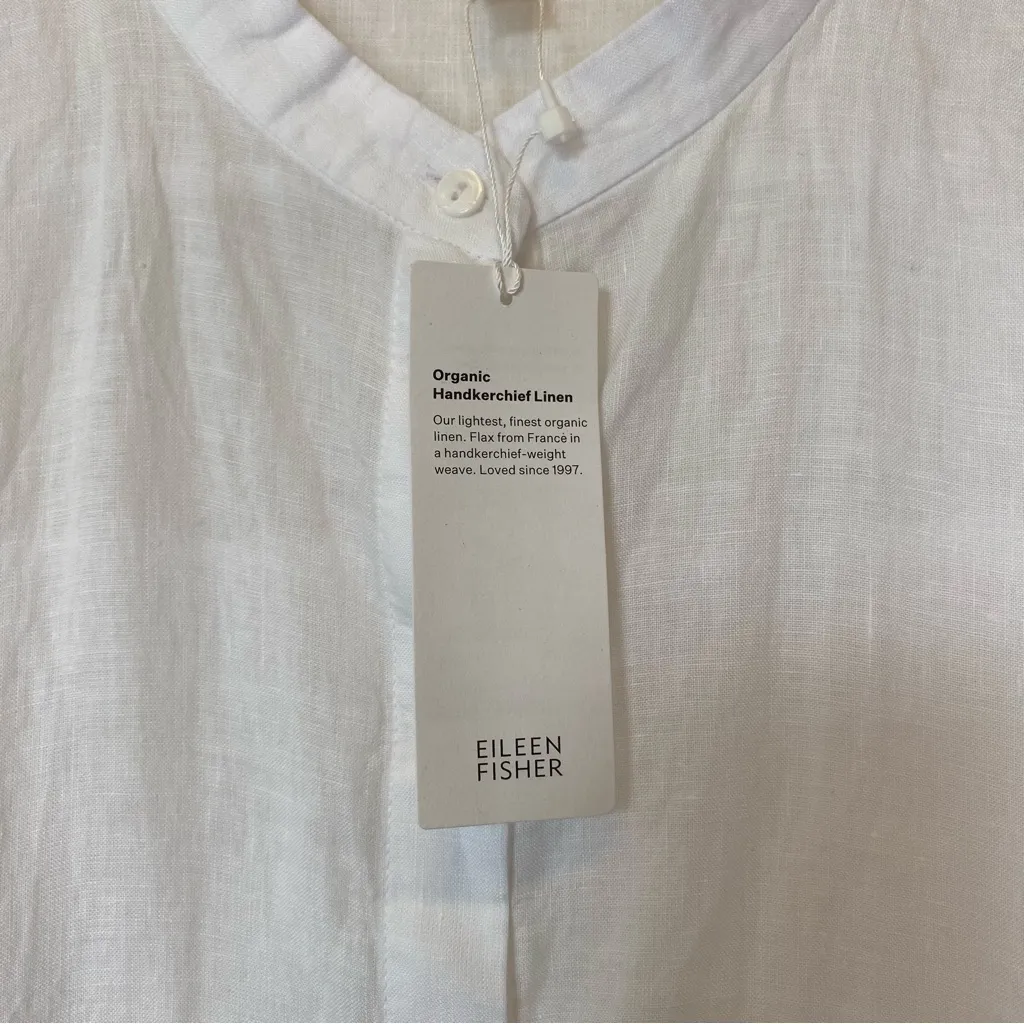 Organic
Handkerchief Linen
Our lightest, finest organic
linen. Flax from France in
a handkerchief-weight
weave. Loved since 1997.
EILEEN
FISHER